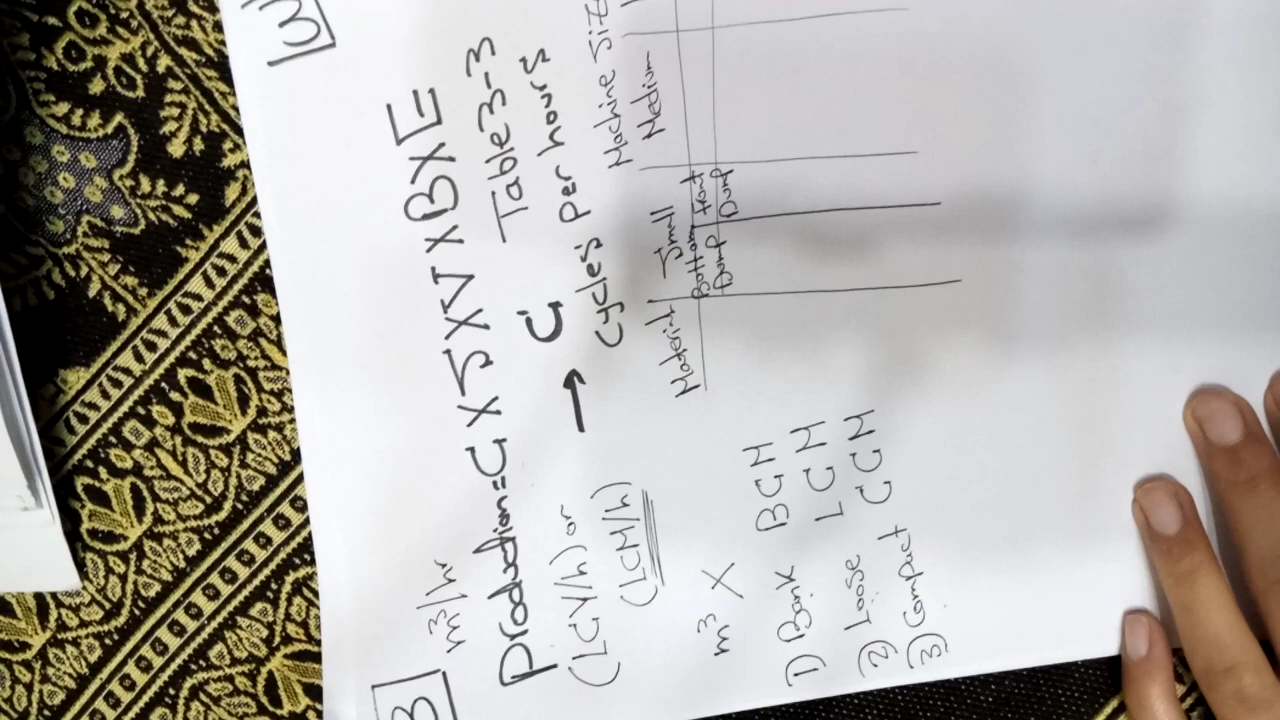 m³/hr
Production = C X S X V X B X E
(LCY/h) or → C Table 3-3
(LCM/h) Cycles per hours
Machine Siz
Material Small Medium
Bottom Dump Front Dump
m³ X
1) Bank BCM
2) Loose LCM
3) Compact CCM